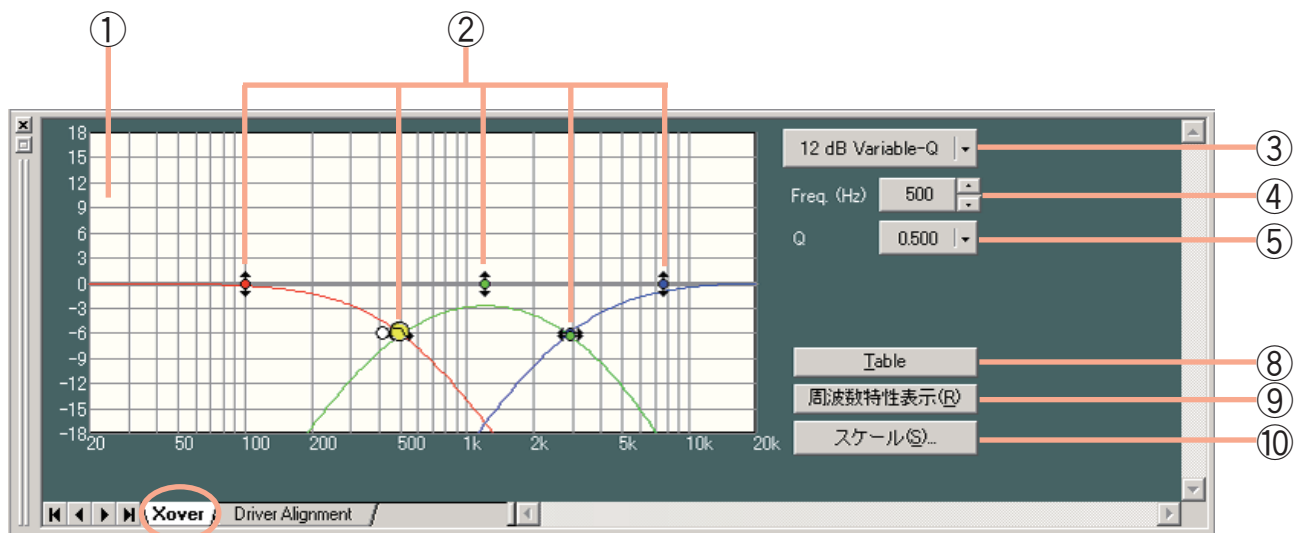 ① ②
18
15
12
9
6
3
0
−3
−6
−9
−12
−15
−18
20 50 100 200 500 1k 2k 5k 10k 20k
12 dB Variable-Q
③
Freq. (Hz) 500
④
Q 0.500
⑤
Table
⑧
周波数特性表示(R)
⑨
スケール(S)...
⑩
Xover Driver Alignment